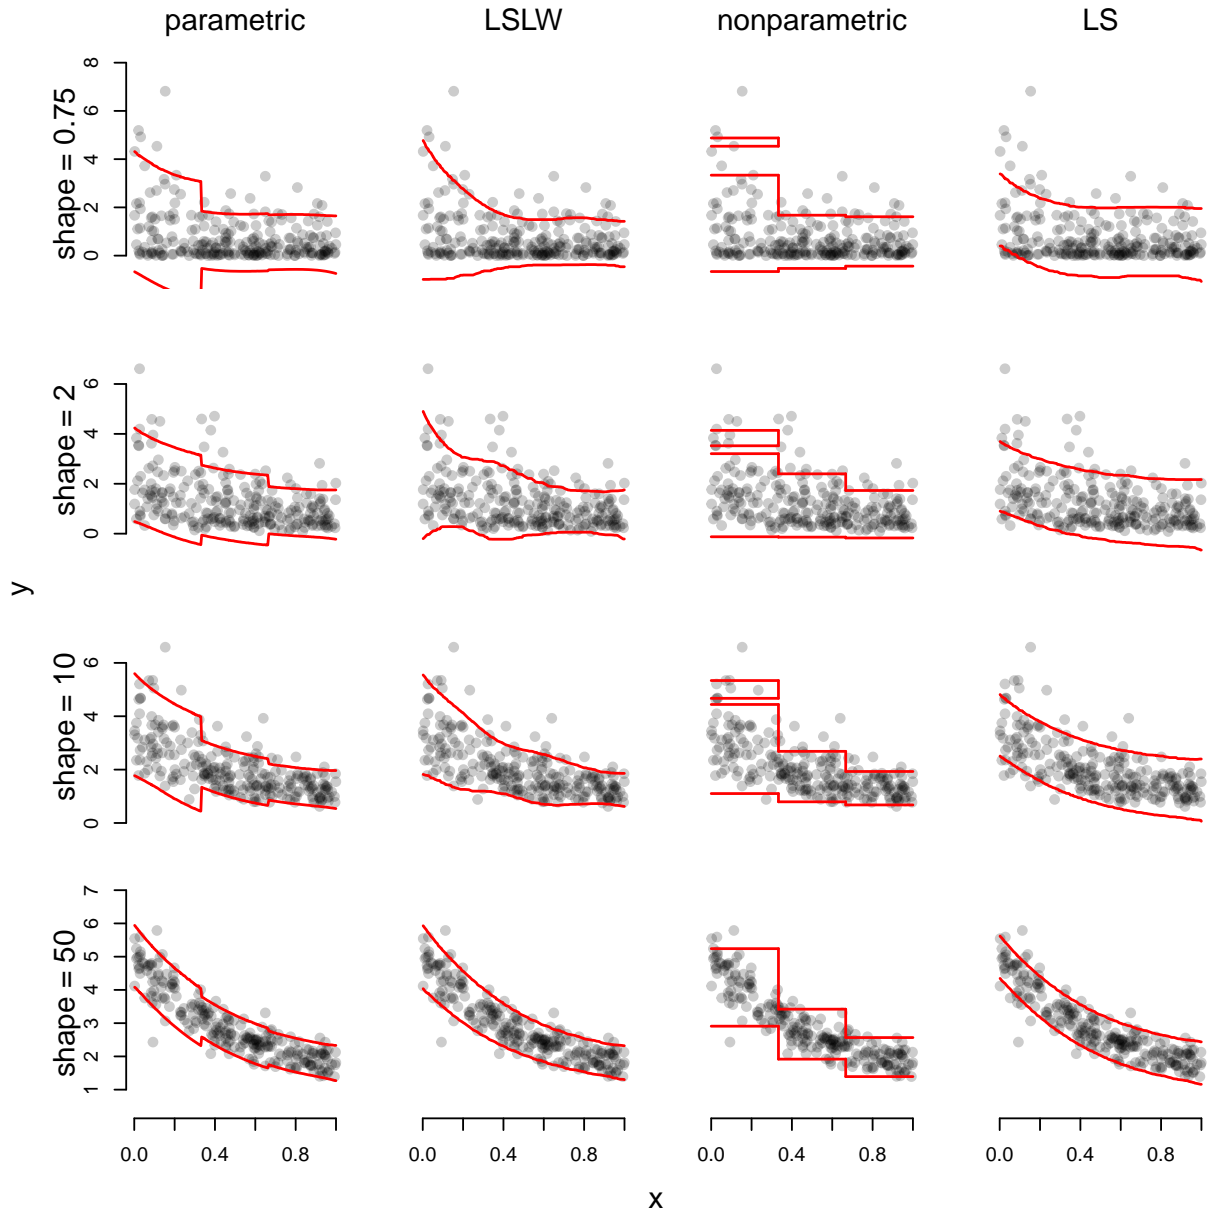 parametric LSLW nonparametric LS
shape = 0.75
0 2 4 6 8
shape = 2
0 2 4 6
shape = 10
0 2 4 6
shape = 50
1 2 3 4 5 6 7
y
0.0 0.4 0.8 0.0 0.4 0.8 0.0 0.4 0.8 0.0 0.4 0.8
x